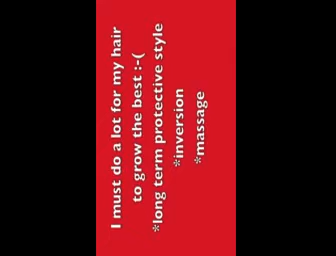 I must do a lot for my hair
to grow the best :-(
*long term protective style
*inversion
*massage